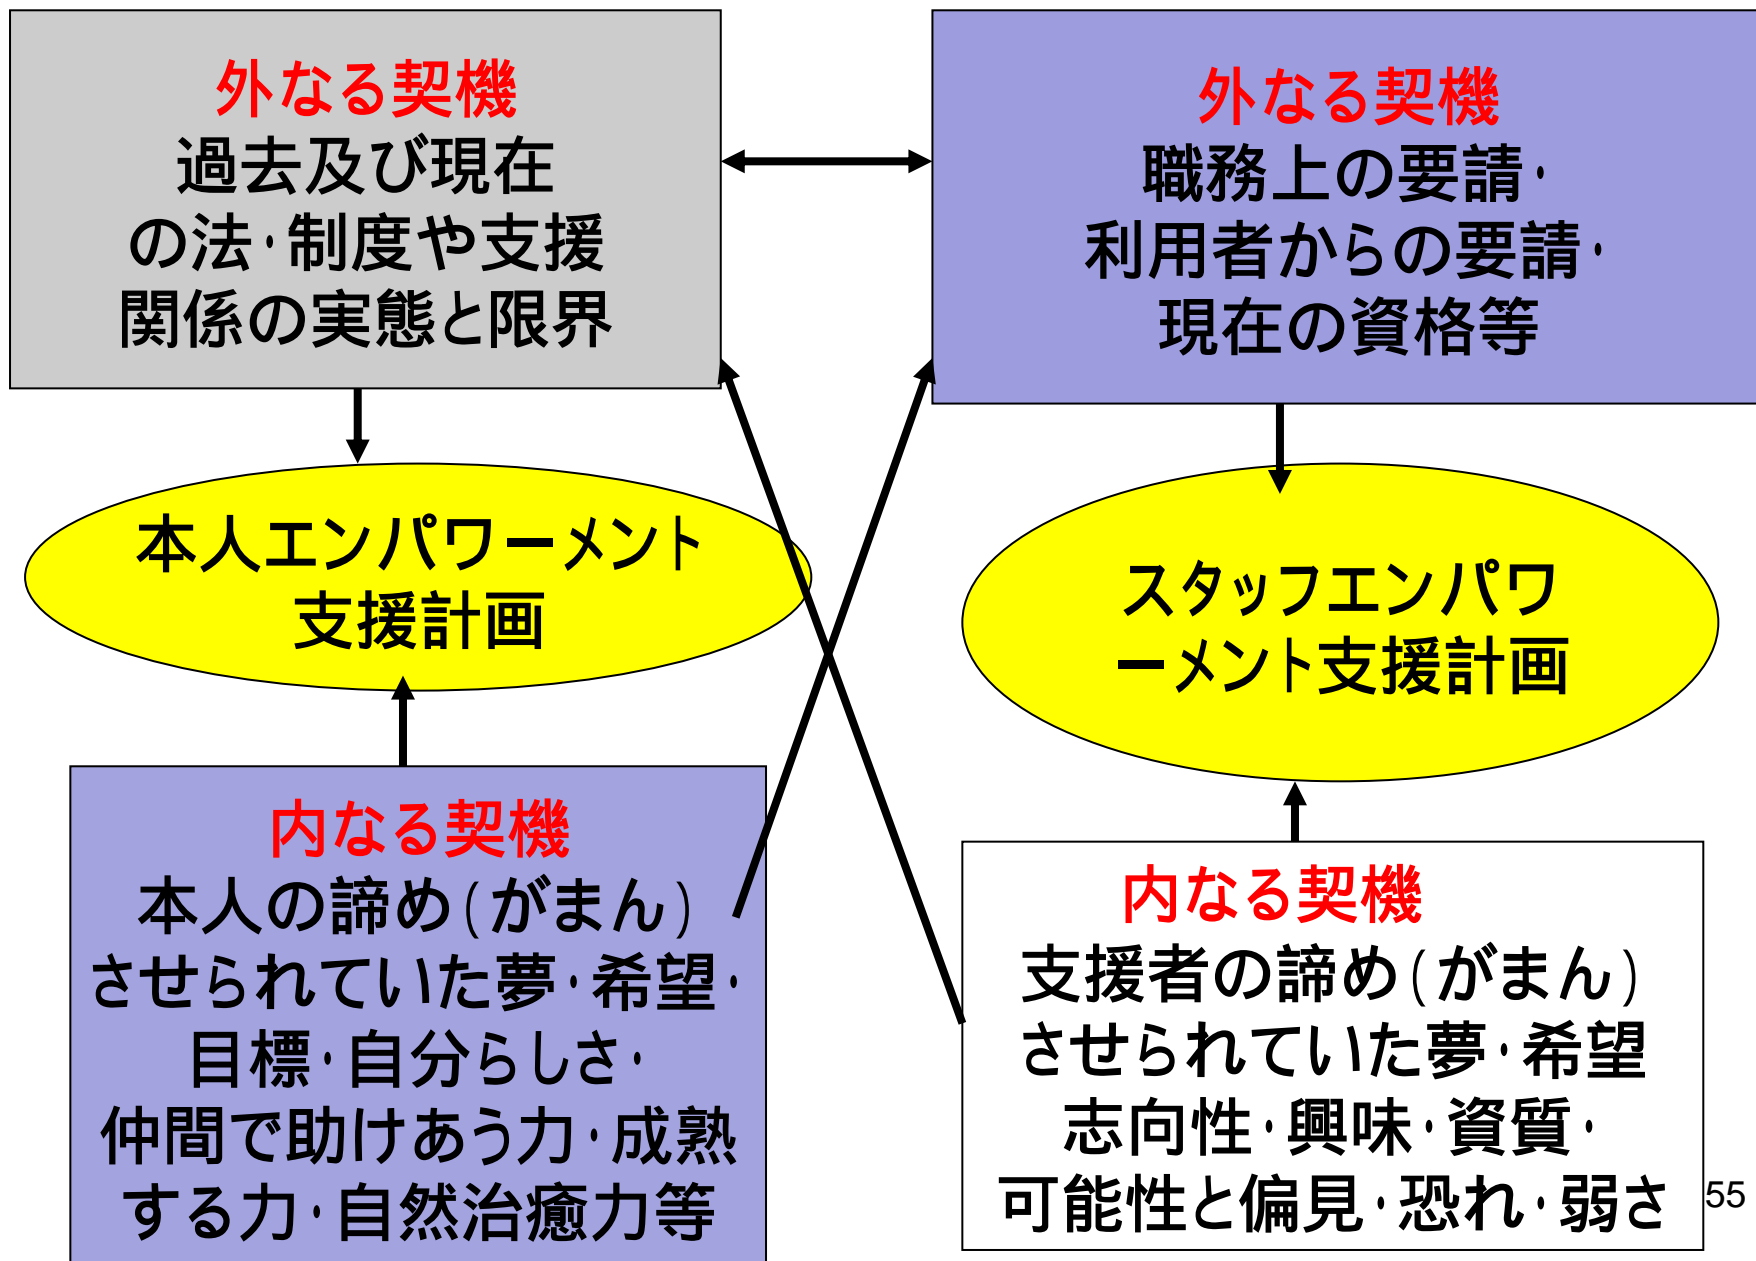 外なる契機
過去及び現在
の法・制度や支援
関係の実態と限界
外なる契機
職務上の要請・
利用者からの要請・
現在の資格等
本人エンパワーメント
支援計画
スタッフエンパワ
ーメント支援計画
内なる契機
本人の諦め(がまん)
させられていた夢・希望・
目標・自分らしさ・
仲間で助けあう力・成熟
する力・自然治癒力等
内なる契機
支援者の諦め(がまん)
させられていた夢・希望
志向性・興味・資質・
可能性と偏見・恐れ・弱さ
55